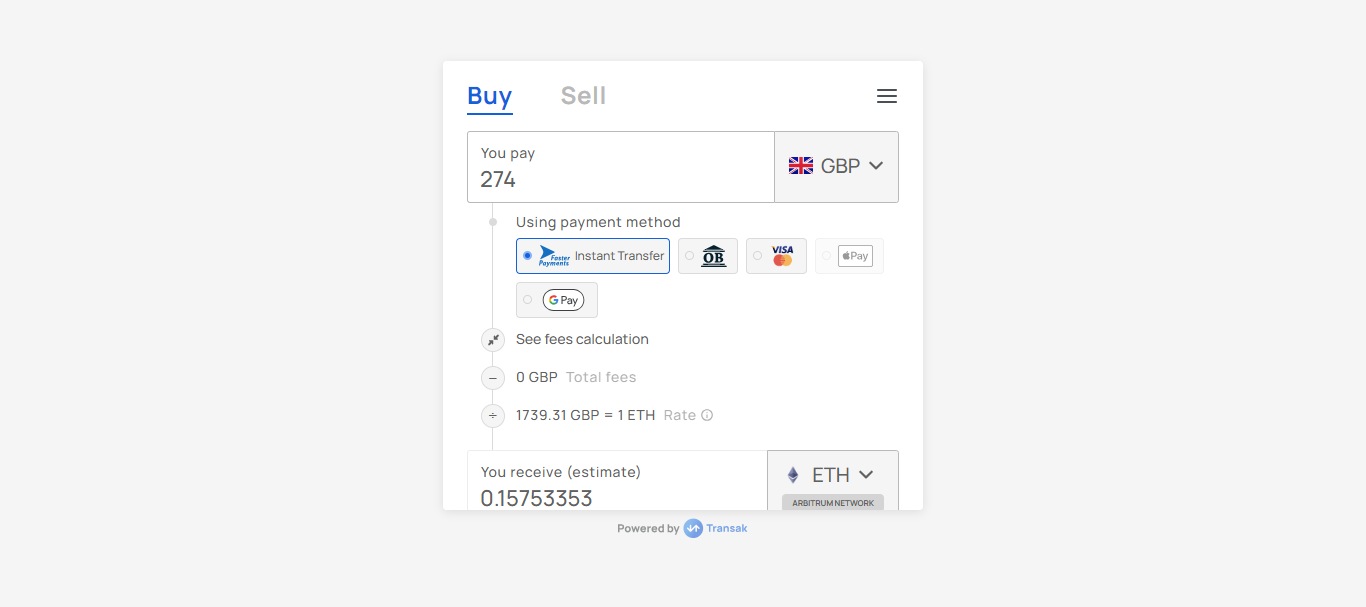 Buy Sell
You pay
274
GBP
Using payment method
Faster Payments Instant Transfer OB VISA Pay
G Pay
See fees calculation
− 0 GBP Total fees
÷ 1739.31 GBP = 1 ETH Rate
You receive (estimate)
0.15753353
ETH
ARBITRUM NETWORK
Powered by Transak